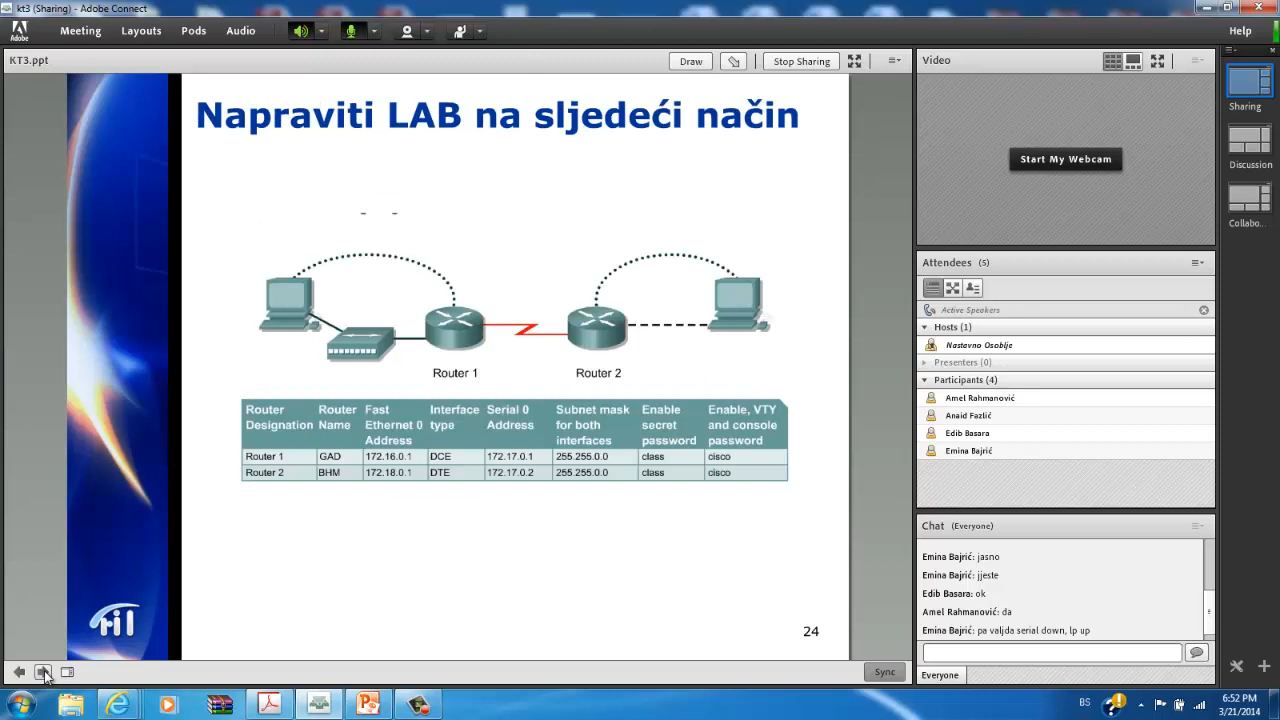 kt3 (Sharing) - Adobe Connect
Adobe
Meeting Layouts Pods Audio Help
KT3.ppt Draw Stop Sharing
Napraviti LAB na sljedeći način
Router 1 Router 2
Router Designation Router Name Fast Ethernet 0 Address Interface type Serial 0 Address Subnet mask for both interfaces Enable secret password Enable, VTY and console password
Router 1 GAD 172.16.0.1 DCE 172.17.0.1 255.255.0.0 class cisco
Router 2 BHM 172.18.0.1 DTE 172.17.0.2 255.255.0.0 class cisco
24
Sync
Video
Start My Webcam
Attendees (5)
Active Speakers
Hosts (1)
Nastavno Osoblje
Presenters (0)
Participants (4)
Amel Rahmanović
Anaid Fazlić
Edib Basara
Emina Bajrić
Chat (Everyone)
Emina Bajrić: jasno
Emina Bajrić: jjeste
Edib Basara: ok
Amel Rahmanović: da
Emina Bajrić: pa valjda serial down, lp up
Everyone
Sharing
Discussion
Collabo...
BS
6:52 PM
3/21/2014